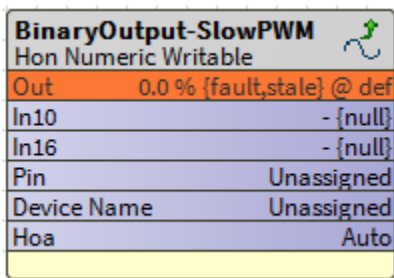 BinaryOutput-SlowPWM
Hon Numeric Writable
Out 0.0 % {fault,stale} @ def
In10 - {null}
In16 - {null}
Pin Unassigned
Device Name Unassigned
Hoa Auto